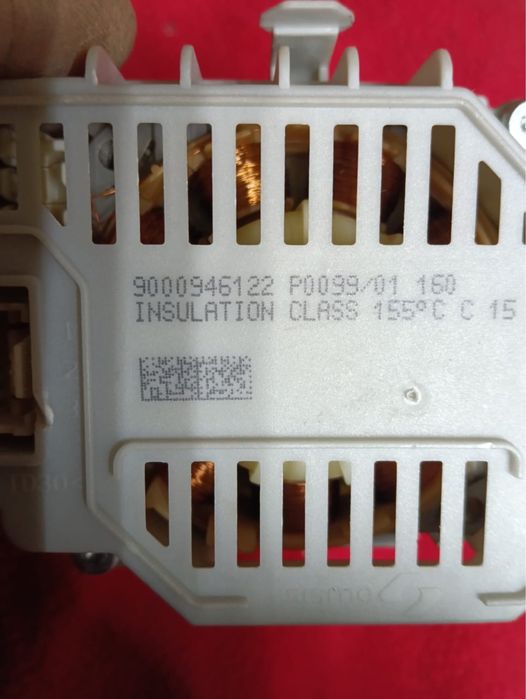 9000946122 P0099/01 160
INSULATION CLASS 155°C C 15